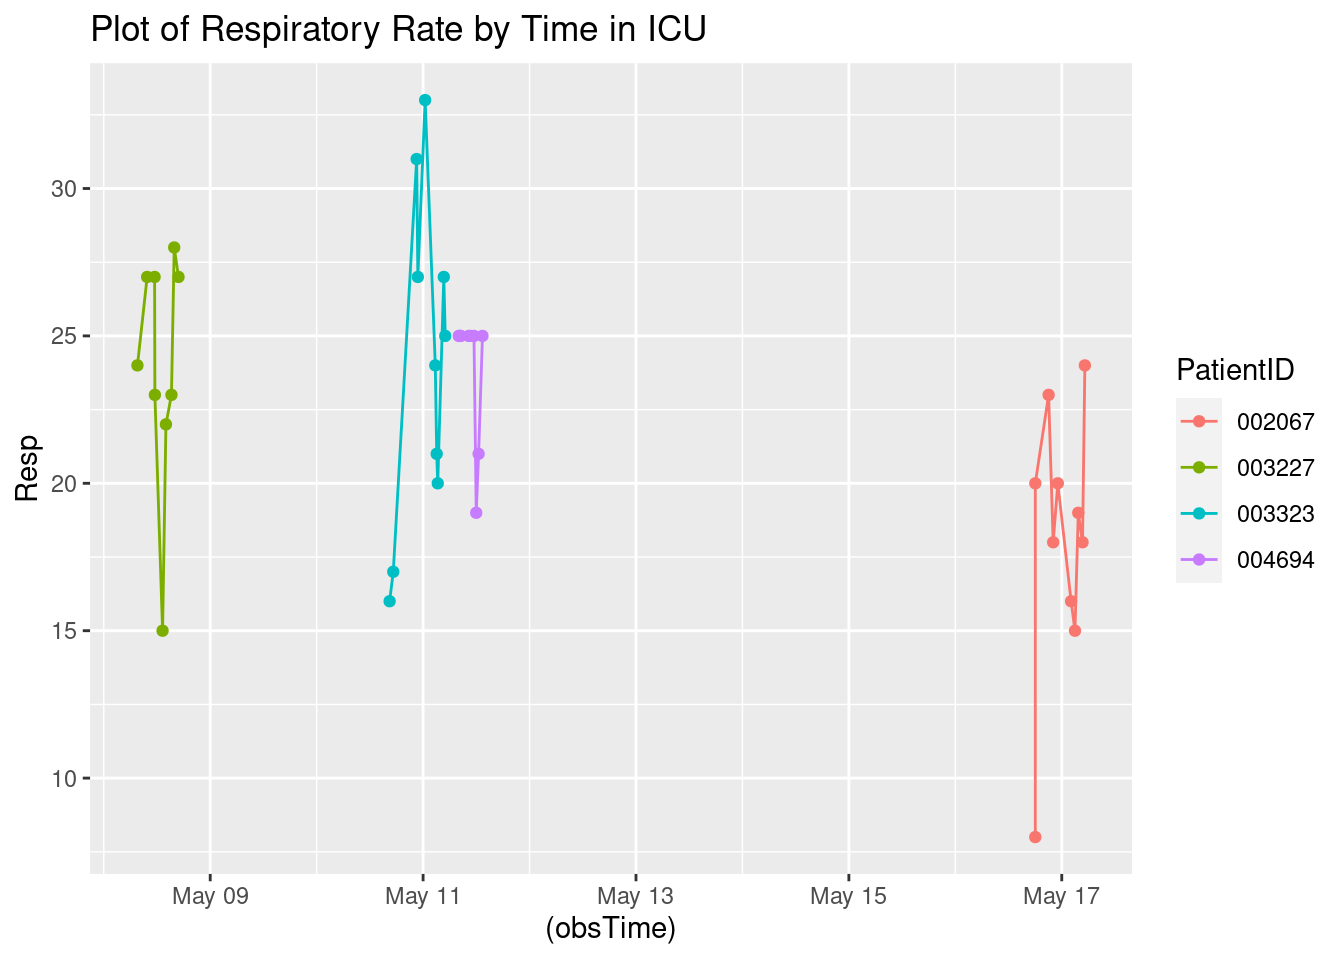 Plot of Respiratory Rate by Time in ICU
30
25
20
15
10
Resp
May 09 May 11 May 13 May 15 May 17
(obsTime)
PatientID
002067
003227
003323
004694